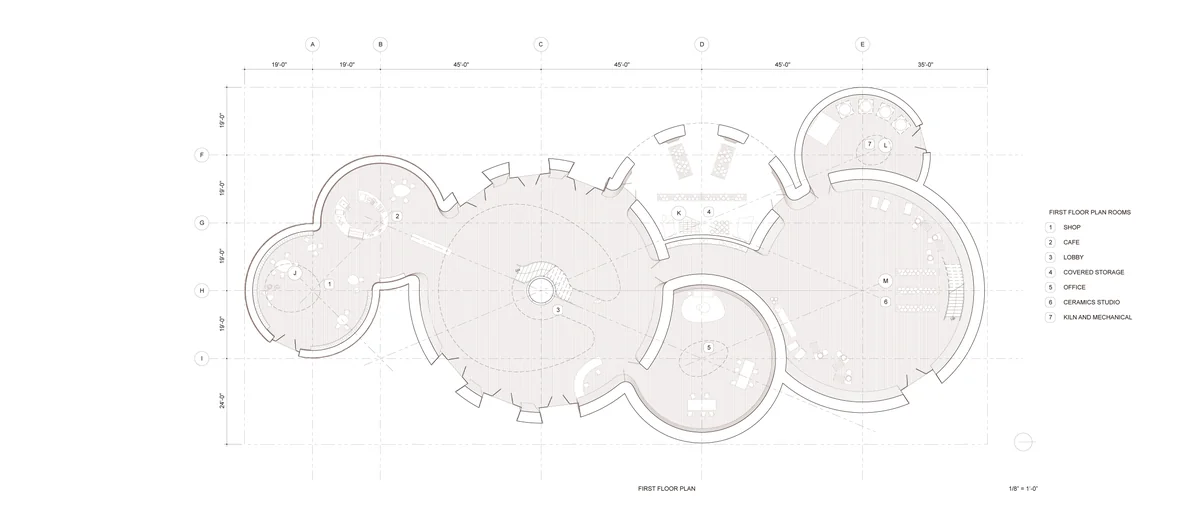 A B C D E
19'-0" 19'-0" 45'-0" 45'-0" 45'-0" 35'-0"
19'-0"
7 L
F
19'-0"
2
K 4
FIRST FLOOR PLAN ROOMS
G
1 SHOP
2 CAFE
19'-0"
3 LOBBY
J
4 COVERED STORAGE
1
M
5 OFFICE
H
6
6 CERAMICS STUDIO
3
7 KILN AND MECHANICAL
19'-0"
5
I
24'-0"
FIRST FLOOR PLAN
1/8" = 1'-0"